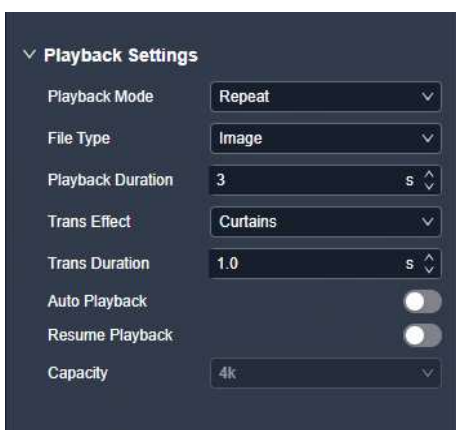 Playback Settings
Playback Mode Repeat
File Type Image
Playback Duration 3 s
Trans Effect Curtains
Trans Duration 1.0 s
Auto Playback
Resume Playback
Capacity 4k